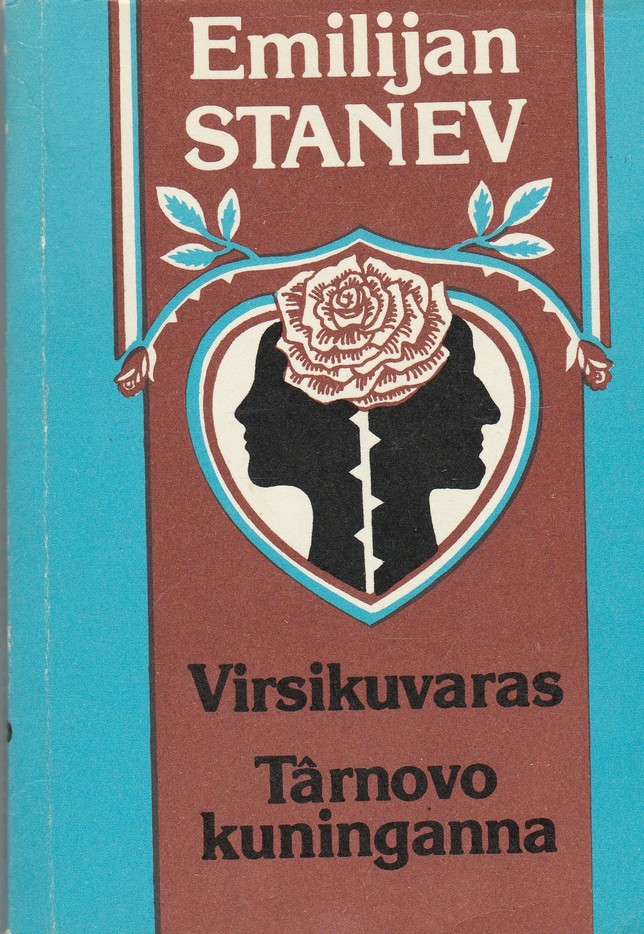 Emilijan
STANEV
Virsikuvaras
Târnovo
kuninganna